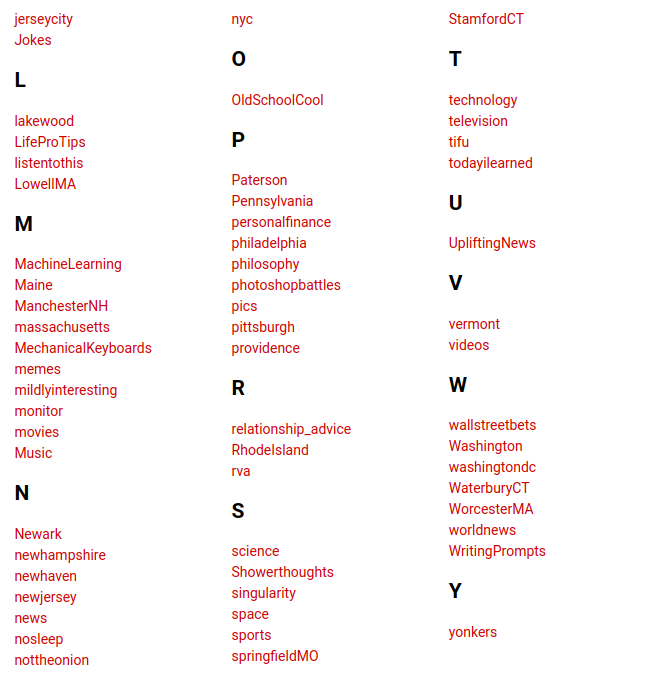 jerseycity
Jokes
L
lakewood
LifeProTips
listentothis
LowellMA
M
MachineLearning
Maine
ManchesterNH
massachusetts
MechanicalKeyboards
memes
mildlyinteresting
monitor
movies
Music
N
Newark
newhampshire
newhaven
newjersey
news
nosleep
nottheonion
nyc
O
OldSchoolCool
P
Paterson
Pennsylvania
personalfinance
philadelphia
philosophy
photoshopbattles
pics
pittsburgh
providence
R
relationship_advice
RhodeIsland
rva
S
science
Showerthoughts
singularity
space
sports
springfieldMO
StamfordCT
T
technology
television
tifu
todayilearned
U
UpliftingNews
V
vermont
videos
W
wallstreetbets
Washington
washingtondc
WaterburyCT
WorcesterMA
worldnews
WritingPrompts
Y
yonkers